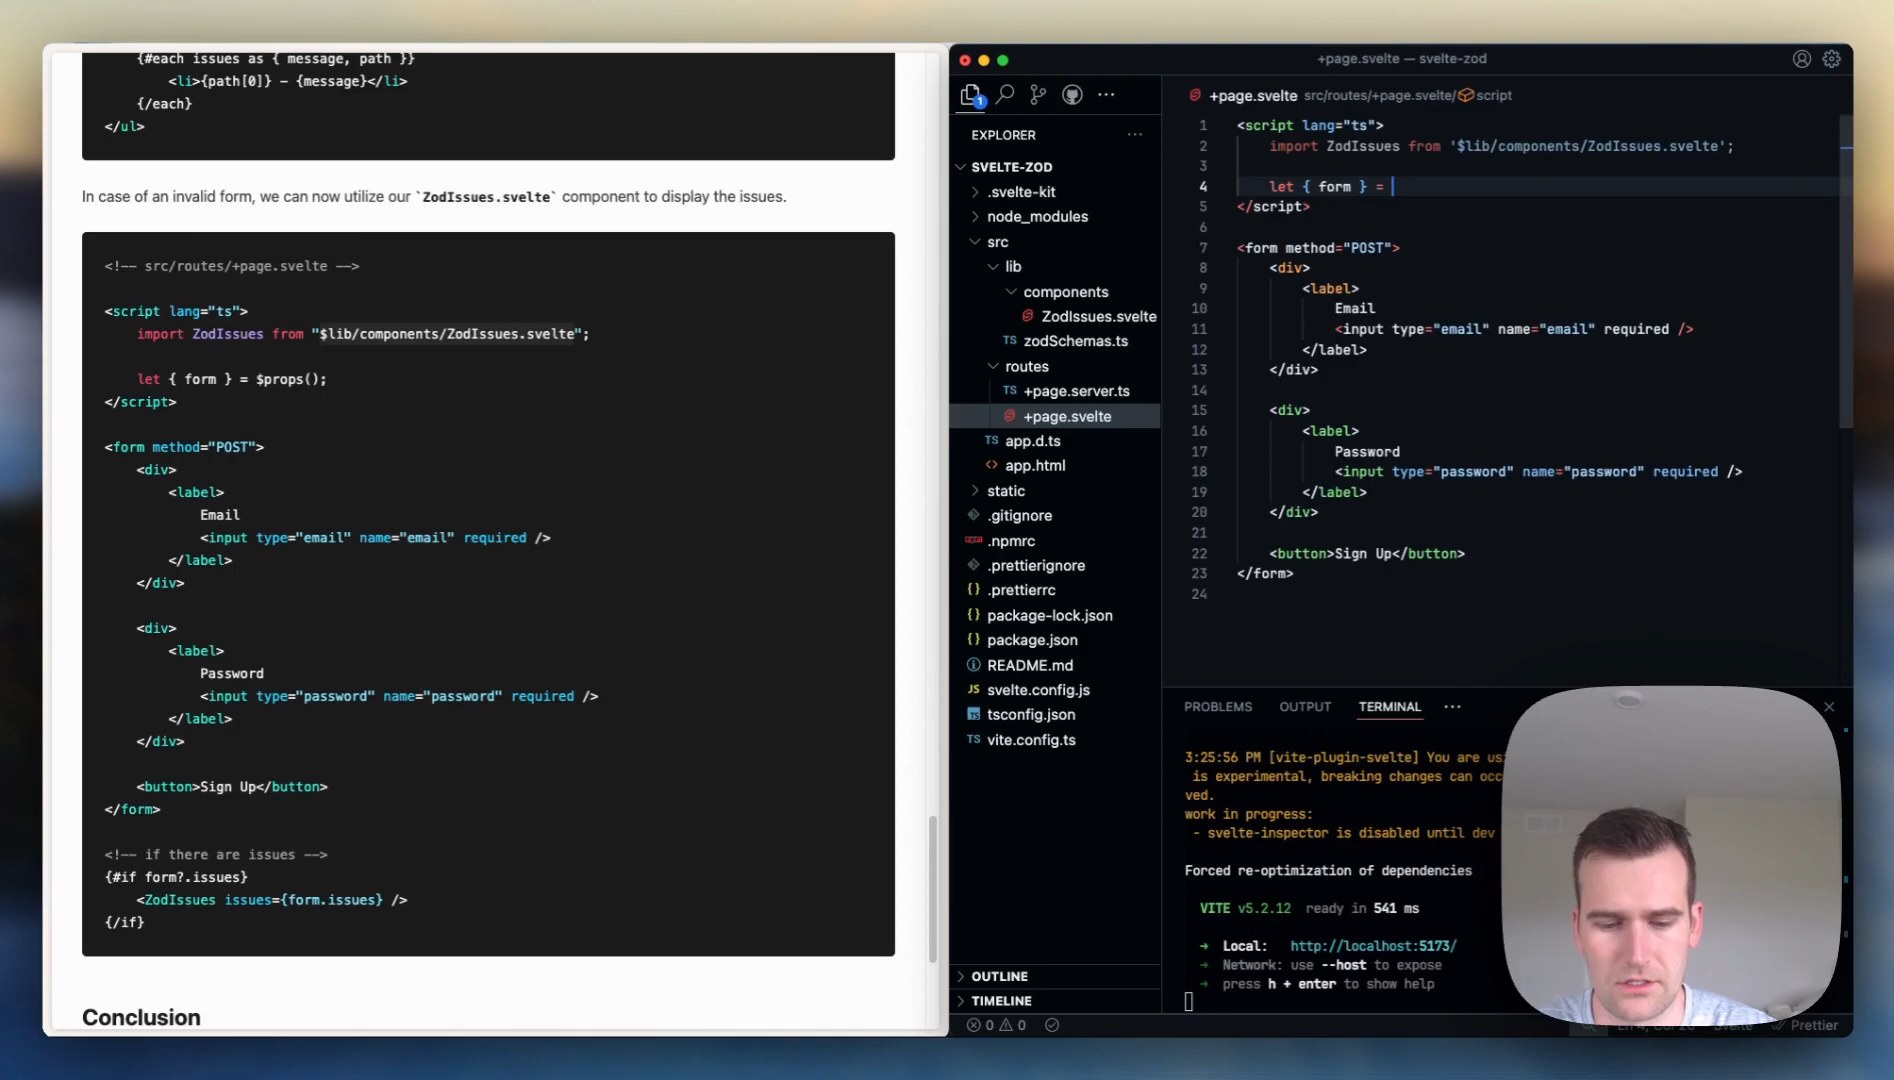 {#each issues as { message, path }}
<li>{path[0]} – {message}</li>
{/each}
</ul>
In case of an invalid form, we can now utilize our `ZodIssues.svelte` component to display the issues.
<!-- src/routes/+page.svelte -->
<script lang="ts">
import ZodIssues from "$lib/components/ZodIssues.svelte";
let { form } = $props();
</script>
<form method="POST">
<div>
<label>
Email
<input type="email" name="email" required />
</label>
</div>
<div>
<label>
Password
<input type="password" name="password" required />
</label>
</div>
<button>Sign Up</button>
</form>
<!-- if there are issues -->
{#if form?.issues}
<ZodIssues issues={form.issues} />
{/if}
Conclusion
+page.svelte — svelte-zod
1
EXPLORER
SVELTE-ZOD
.svelte-kit
node_modules
src
lib
components
ZodIssues.svelte
TS zodSchemas.ts
routes
TS +page.server.ts
+page.svelte
TS app.d.ts
<> app.html
static
.gitignore
.npmrc
.prettierignore
{} .prettierrc
{} package-lock.json
{} package.json
README.md
JS svelte.config.js
TS tsconfig.json
TS vite.config.ts
OUTLINE
TIMELINE
+page.svelte src/routes/+page.svelte/ script
1 <script lang="ts">
2 import ZodIssues from '$lib/components/ZodIssues.svelte';
3
4 let { form } =
5 </script>
6
7 <form method="POST">
8 <div>
9 <label>
10 Email
11 <input type="email" name="email" required />
12 </label>
13 </div>
14
15 <div>
16 <label>
17 Password
18 <input type="password" name="password" required />
19 </label>
20 </div>
21
22 <button>Sign Up</button>
23 </form>
24
PROBLEMS OUTPUT TERMINAL
3:25:56 PM [vite-plugin-svelte] You are
is experimental, breaking changes can
ved.
work in progress:
- svelte-inspector is disabled until dev
Forced re-optimization of dependencies
VITE v5.2.12 ready in 541 ms
→ Local: http://localhost:5173/
→ Network: use --host to expose
→ press h + enter to show help
0 0
Prettier